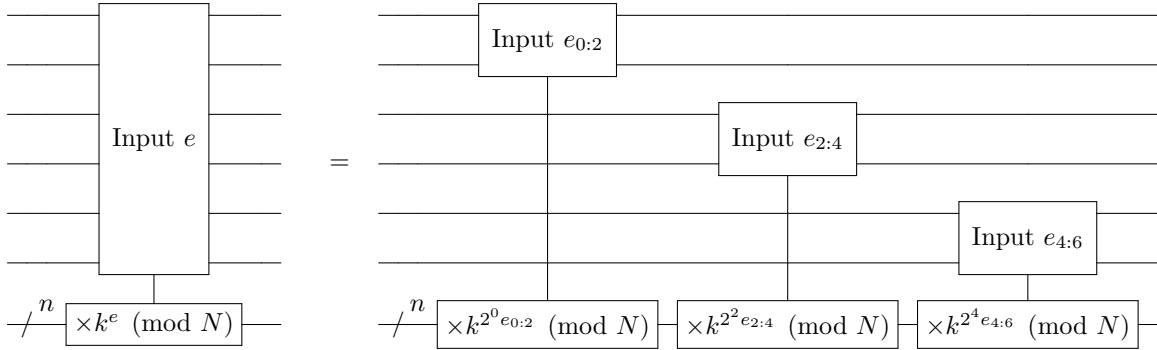 Input e_{0:2}
Input e = Input e_{2:4}
Input e_{4:6}
n ×k^e (mod N) n ×k^{2^0 e_{0:2}} (mod N) ×k^{2^2 e_{2:4}} (mod N) ×k^{2^4 e_{4:6}} (mod N)